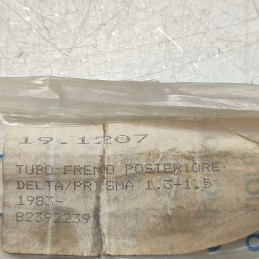 19.1207
TUBO FRENO POSTERIORE
DELTA/PRISMA 1.3-1.5
1983-
82392239